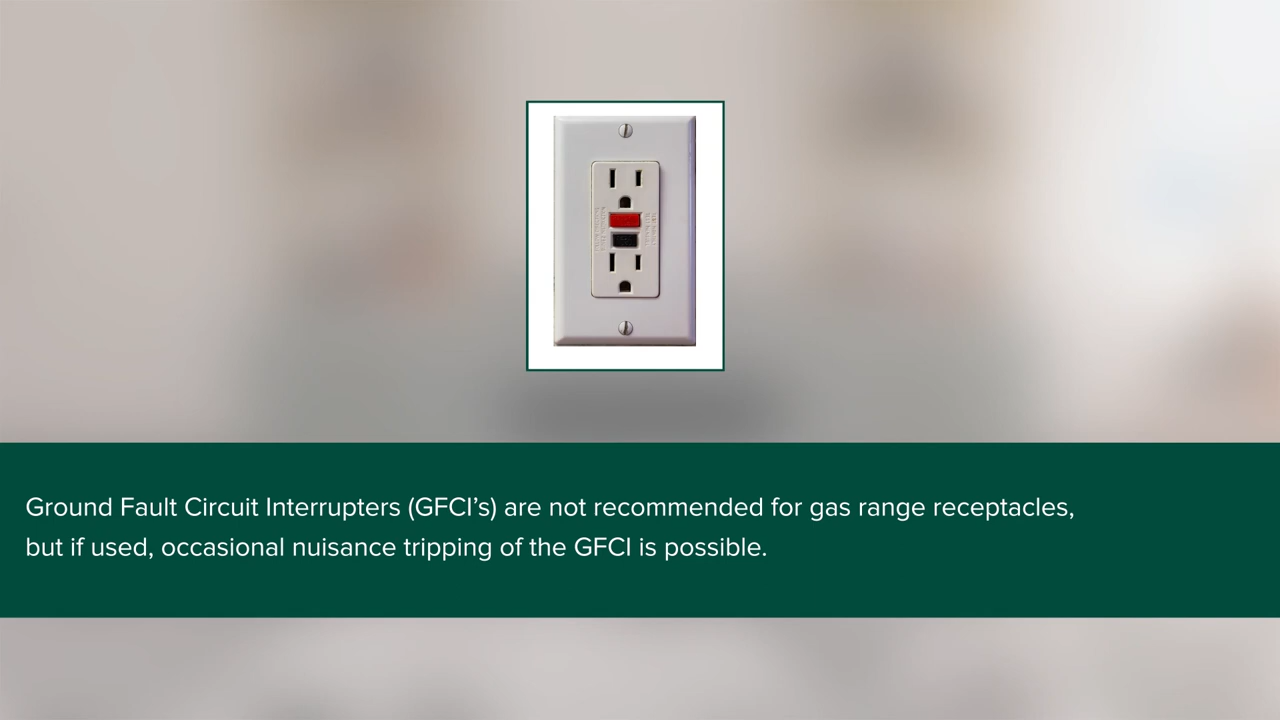 Ground Fault Circuit Interrupters (GFCI’s) are not recommended for gas range receptacles,
but if used, occasional nuisance tripping of the GFCI is possible.